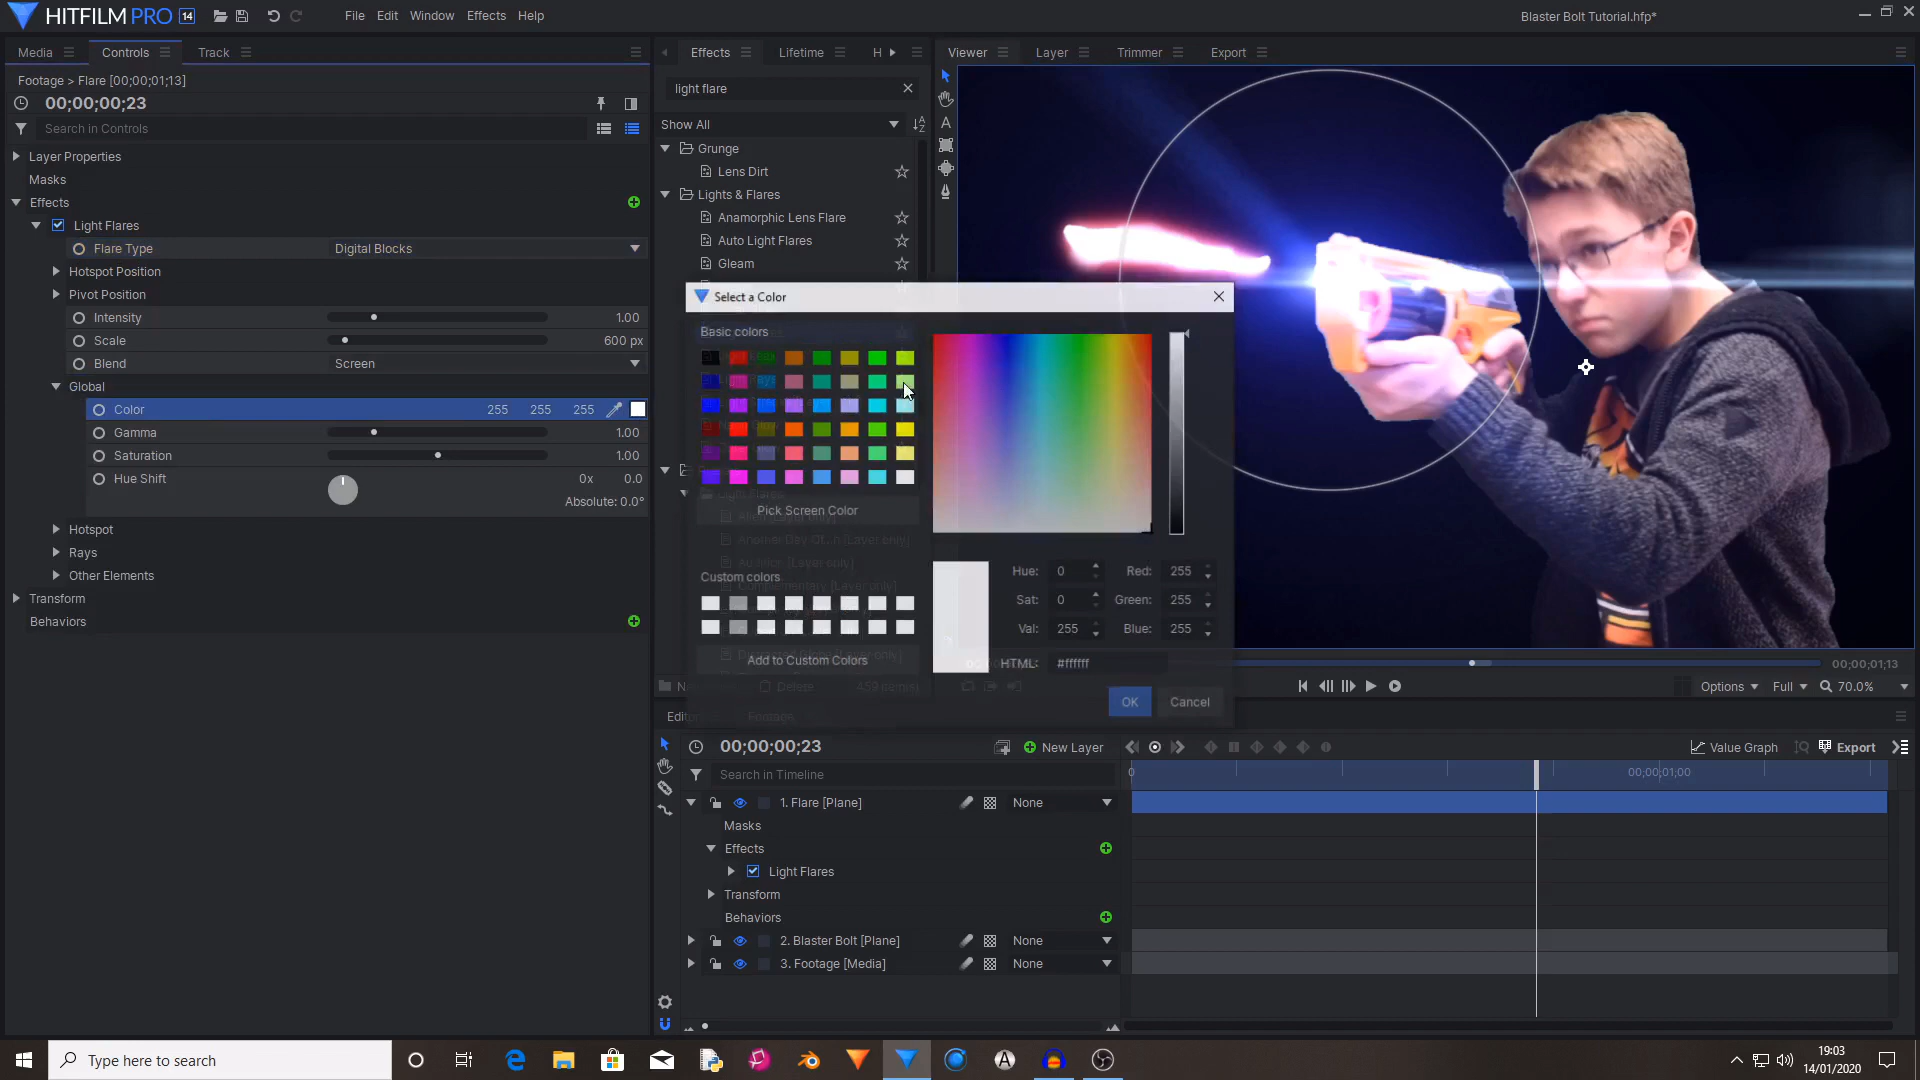 HITFILM PRO 14
File Edit Window Effects Help
Blaster Bolt Tutorial.hfp*
Media Controls Track
Footage > Flare [00;00;01;13]
00;00;00;23
Search in Controls
Layer Properties
Masks
Effects
Light Flares
Flare Type Digital Blocks
Hotspot Position
Pivot Position
Intensity 1.00
Scale 600 px
Blend Screen
Global
Color 255 255 255
Gamma 1.00
Saturation 1.00
Hue Shift 0x 0.0
Absolute: 0.0°
Hotspot
Rays
Other Elements
Transform
Behaviors
Effects Lifetime H
light flare
Show All
Grunge
Lens Dirt
Lights & Flares
Anamorphic Lens Flare
Auto Light Flares
Gleam
Viewer Layer Trimmer Export
Select a Color
Basic colors
Pick Screen Color
Custom colors
Add to Custom Colors
Hue: 0 Red: 255
Sat: 0 Green: 255
Val: 255 Blue: 255
HTML: #ffffff
OK Cancel
Delete 459 item(s)
00;00;01;13
Options Full 70.0%
Footage
00;00;00;23
New Layer
Value Graph
Export
Search in Timeline
0 00;00;01;00
1. Flare [Plane] None
Masks
Effects
Light Flares
Transform
Behaviors
2. Blaster Bolt [Plane] None
3. Footage [Media] None
Type here to search
19:03
14/01/2020